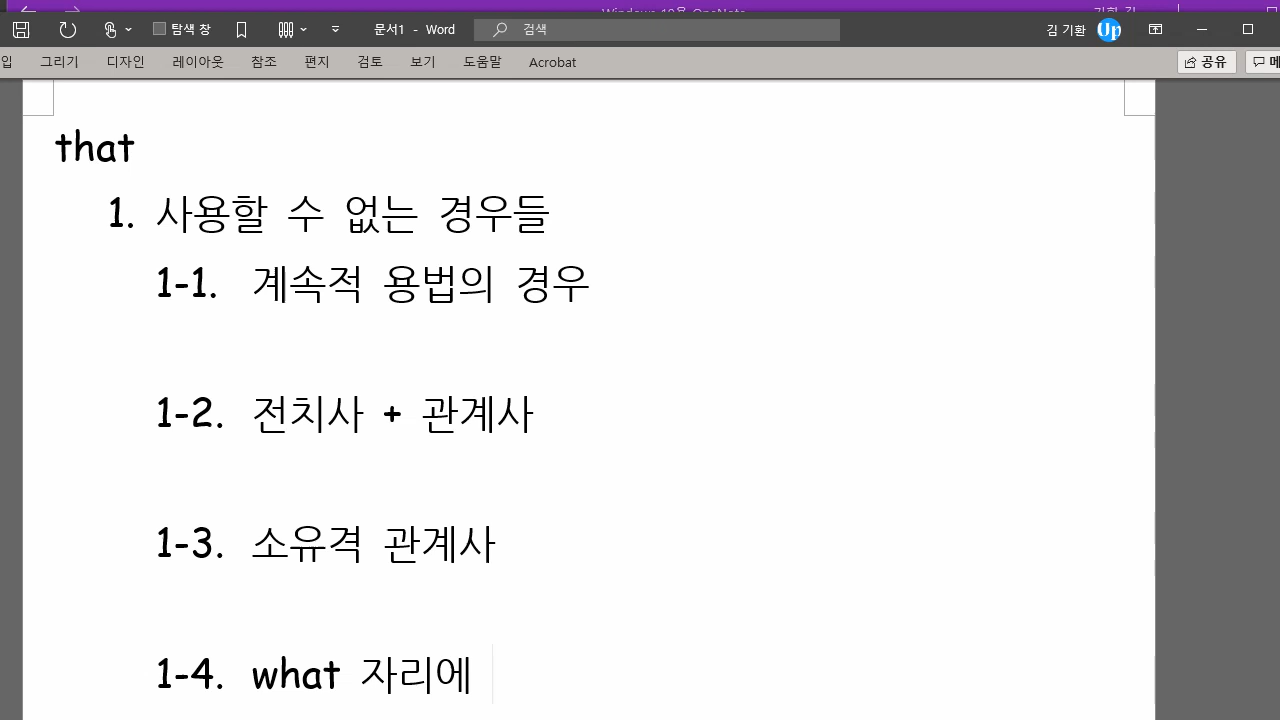 탐색 창
문서1 - Word
검색
김 기환
Up
입 그리기 디자인 레이아웃 참조 편지 검토 보기 도움말 Acrobat
공유
메
that
1. 사용할 수 없는 경우들
1-1. 계속적 용법의 경우
1-2. 전치사 + 관계사
1-3. 소유격 관계사
1-4. what 자리에